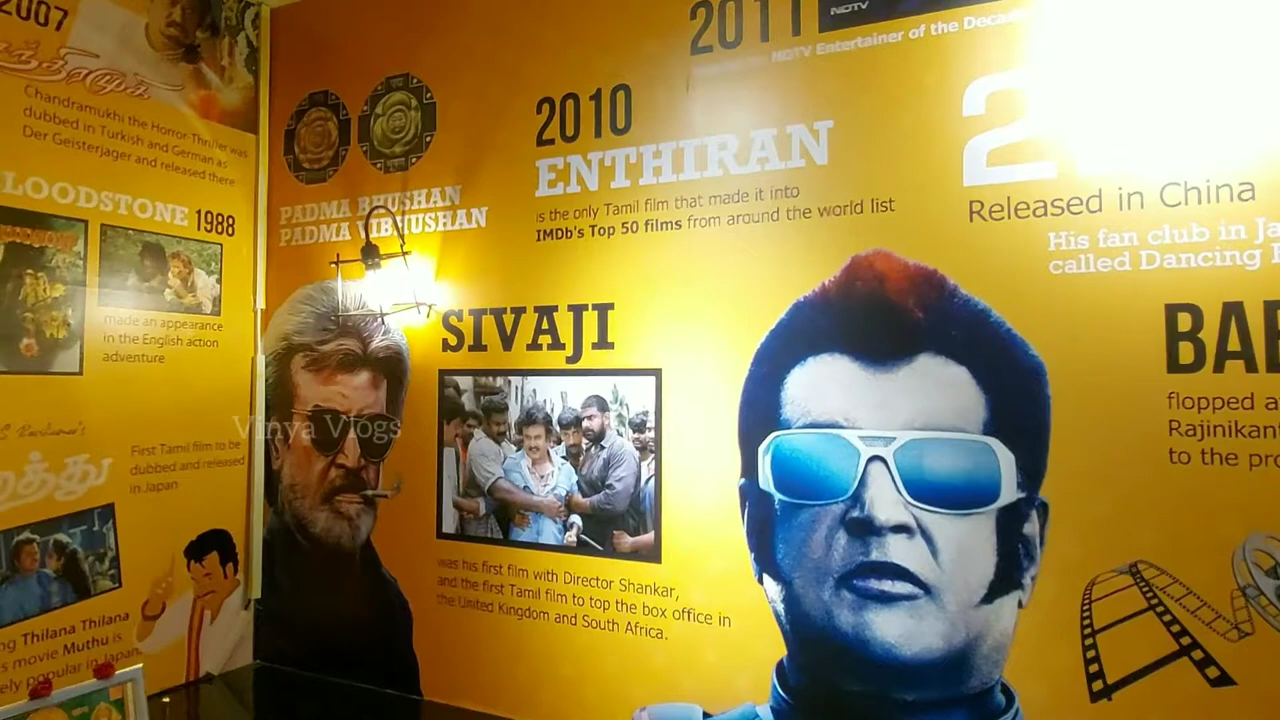 2007
Chandramukhi the Horror-Thriller was
dubbed in Turkish and German as
Der Geisterjager and released there
BLOODSTONE 1988
made an appearance
in the English action
adventure
First Tamil film to be
dubbed and released
in Japan
Thilana Thilana
movie Muthu is
popular in Japan
PADMA BHUSHAN
PADMA VIBHUSHAN
2011
NDTV
NDTV Entertainer of the Decade
2010
ENTHIRAN
is the only Tamil film that made it into
IMDb's Top 50 films from around the world list
SIVAJI
was his first film with Director Shankar,
and the first Tamil film to top the box office in
the United Kingdom and South Africa.
2
Released in China
His fan club in Ja
called Dancing
BAB
flopped a
Rajinikant
to the pro
Vinya Vlogs